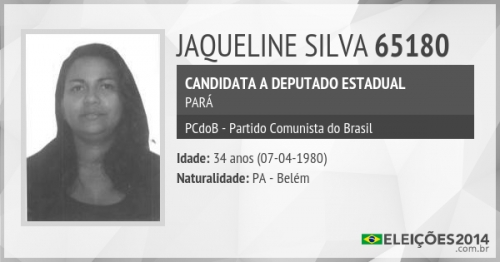 JAQUELINE SILVA 65180
CANDIDATA A DEPUTADO ESTADUAL
PARÁ
PCdoB - Partido Comunista do Brasil
Idade: 34 anos (07-04-1980)
Naturalidade: PA - Belém
ELEIÇÕES2014
.com.br